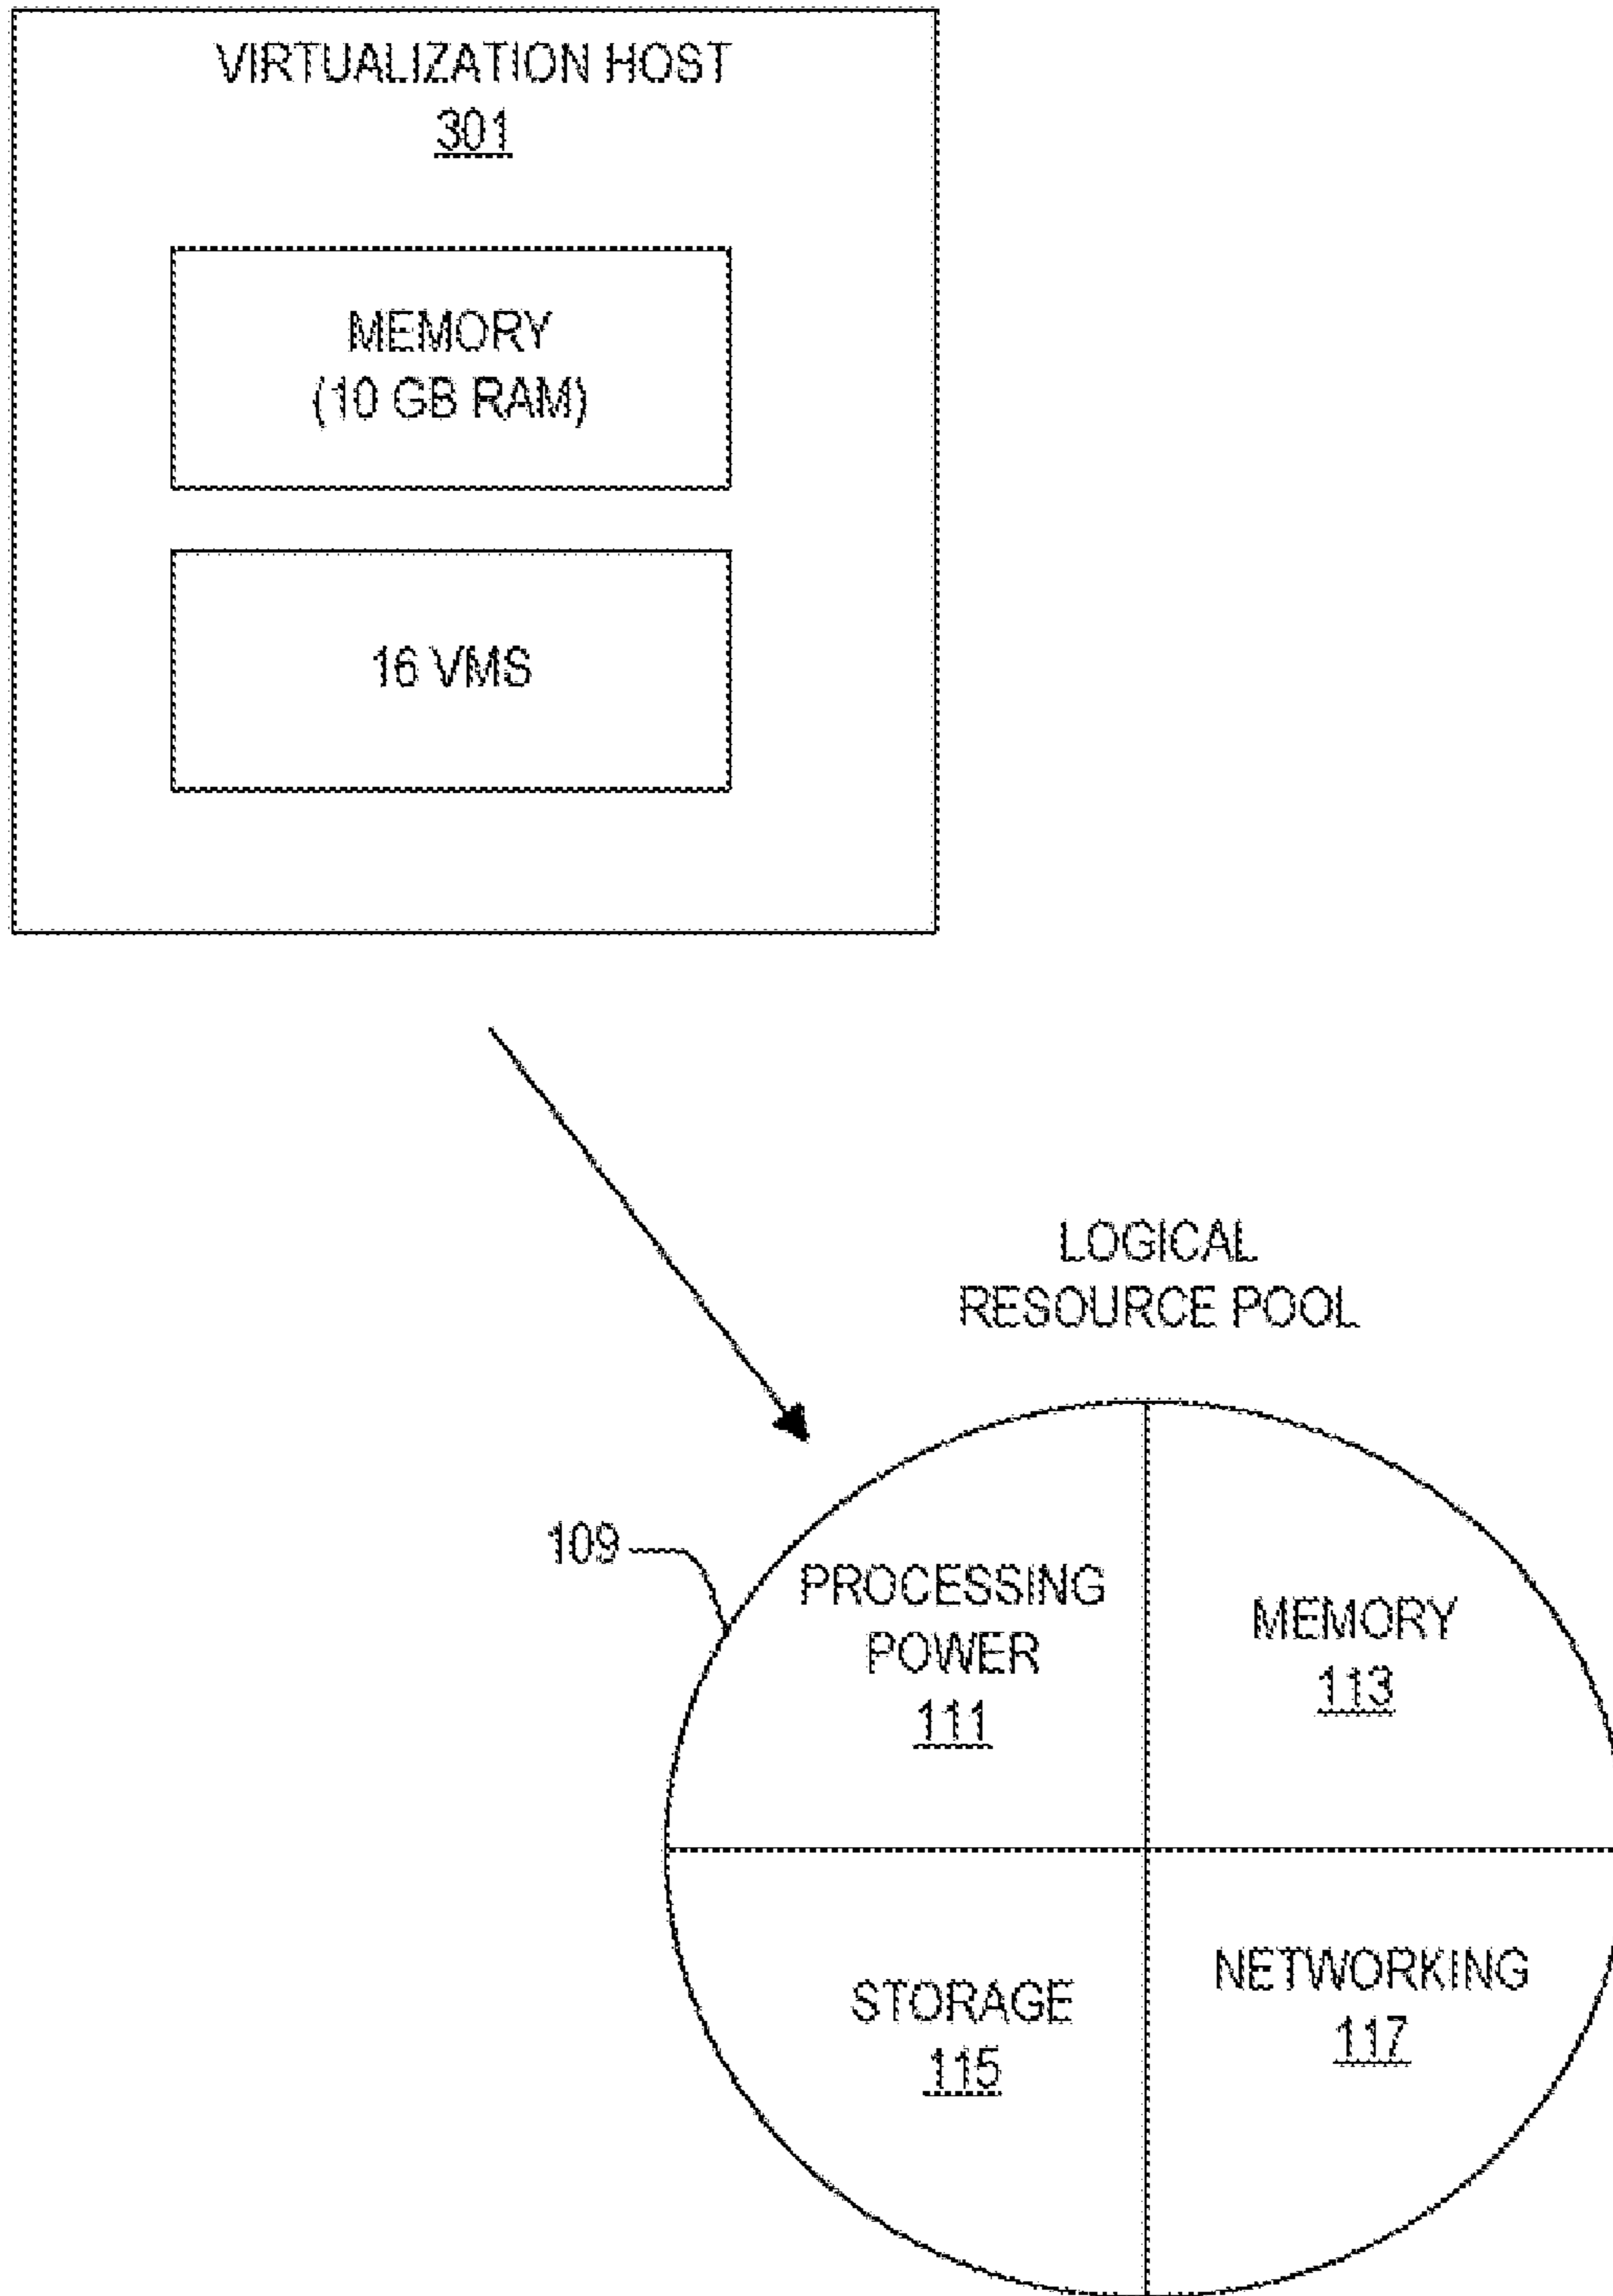 VIRTUALIZATION HOST
301
MEMORY
(10 GB RAM)
16 VMS
LOGICAL
RESOURCE POOL
109
PROCESSING
POWER
111
MEMORY
113
STORAGE
115
NETWORKING
117